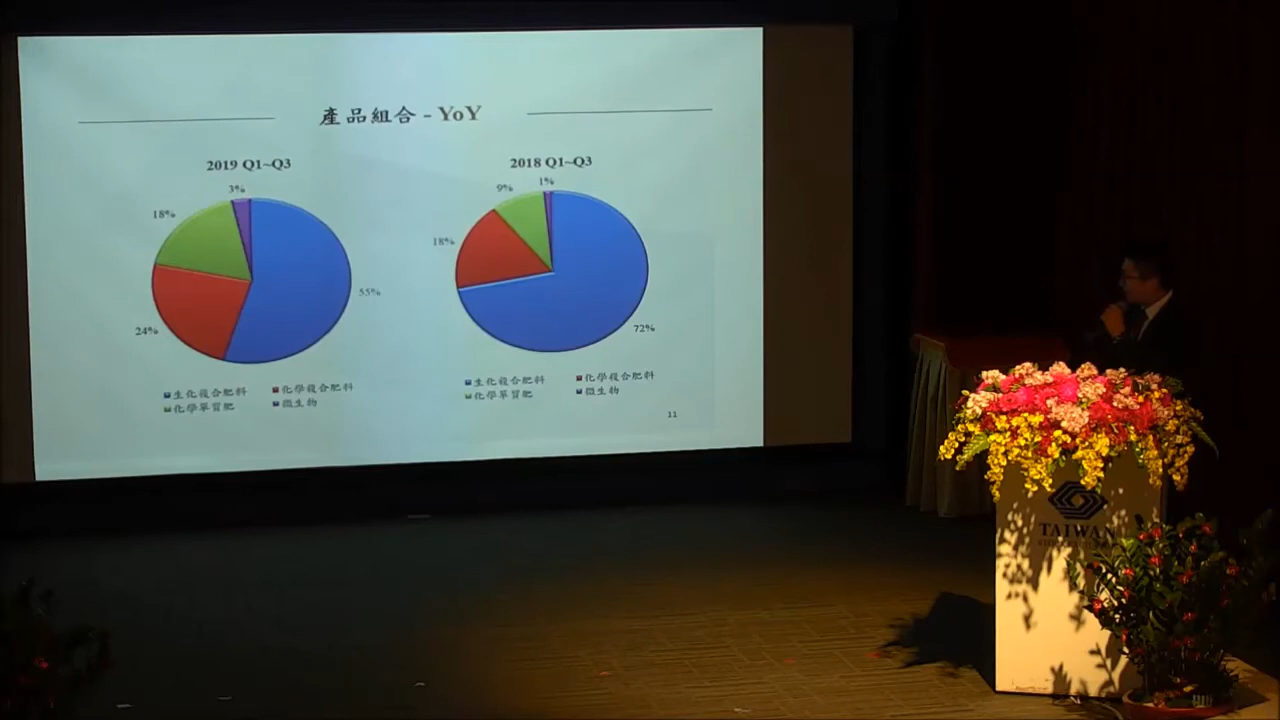 產品組合 - YoY
2019 Q1~Q3
3%
18%
55%
24%
生化複合肥料
化學複合肥料
化學單質肥
微生物
2018 Q1~Q3
1%
9%
18%
72%
生化複合肥料
化學複合肥料
化學單質肥
微生物
11
TAIWAN